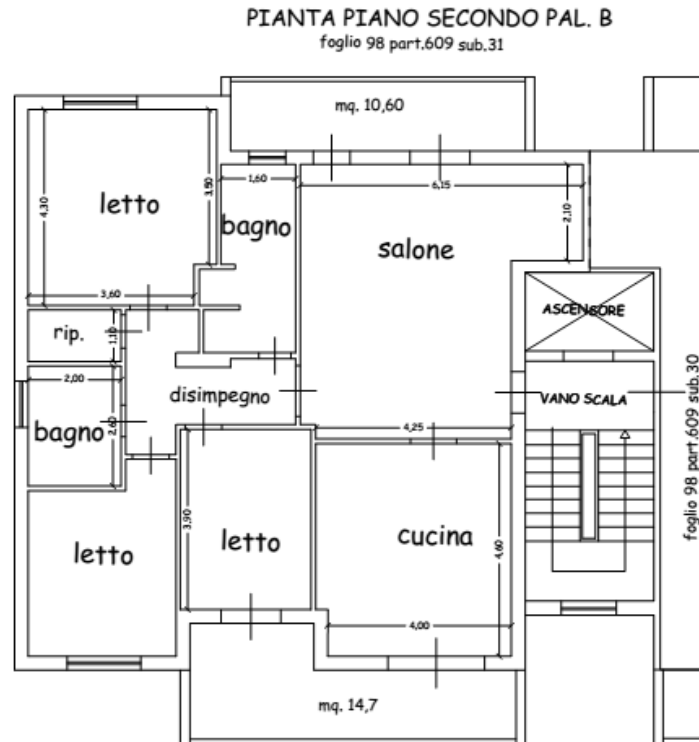 PIANTA PIANO SECONDO PAL. B
foglio 98 part.609 sub.31
mq. 10,60
letto
4,30
3,50
3,60
1,60
bagno
6,15
2,10
salone
ASCENSORE
rip.
1,10
2,00
bagno
2,60
disimpegno
4,25
VANO SCALA
foglio 98 part.609 sub.30
letto
3,90
letto
cucina
4,60
4,00
mq. 14,7